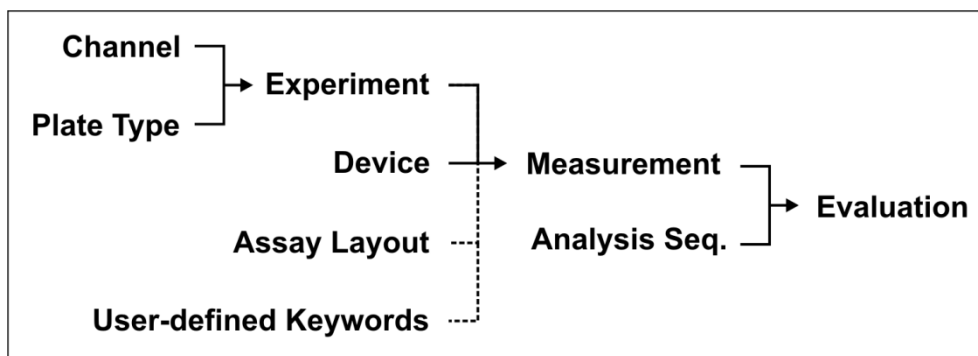 Channel
Experiment
Plate Type
Device
Measurement
Evaluation
Assay Layout
Analysis Seq.
User-defined Keywords